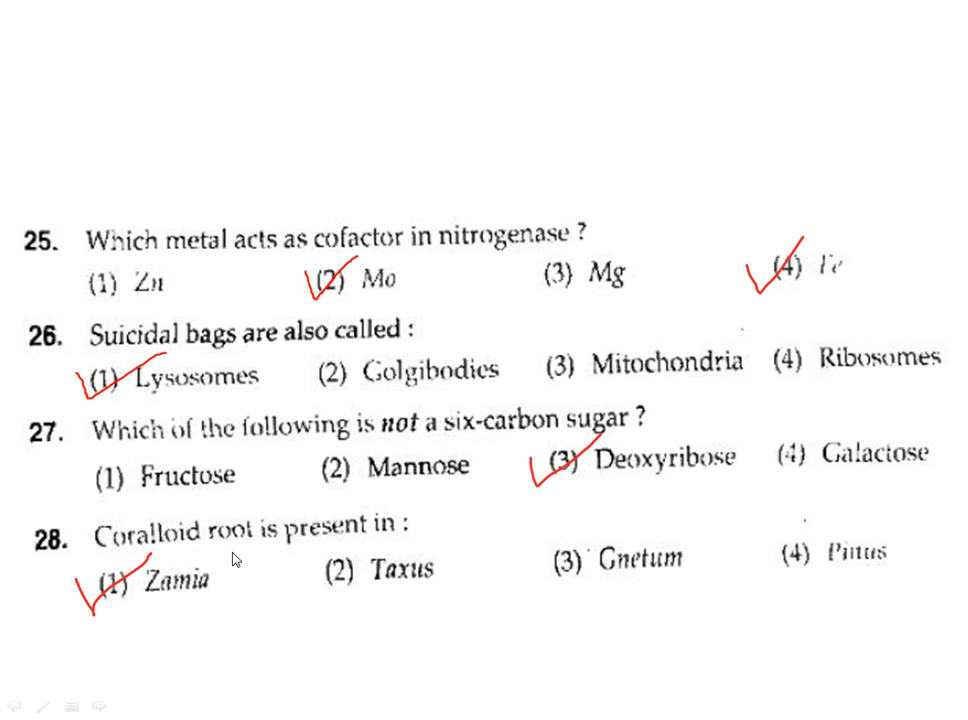 25. Which metal acts as cofactor in nitrogenase ?
(1) Zn (2) Mo (3) Mg (4) Fe
26. Suicidal bags are also called :
(1) Lysosomes (2) Golgibodies (3) Mitochondria (4) Ribosomes
27. Which of the following is not a six-carbon sugar ?
(1) Fructose (2) Mannose (3) Deoxyribose (4) Galactose
28. Coralloid root is present in :
(1) Zamia (2) Taxus (3) Gnetum (4) Pinus